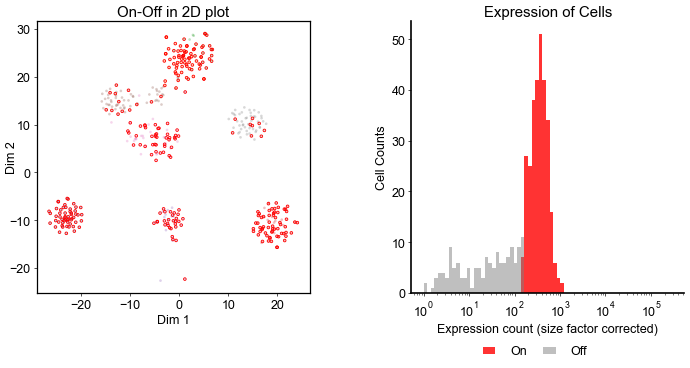 On-Off in 2D plot
30
20
10
0
−10
−20
Dim 2
−20 −10 0 10 20
Dim 1
Expression of Cells
50
40
30
20
10
0
Cell Counts
10^0 10^1 10^2 10^3 10^4 10^5
Expression count (size factor corrected)
On Off